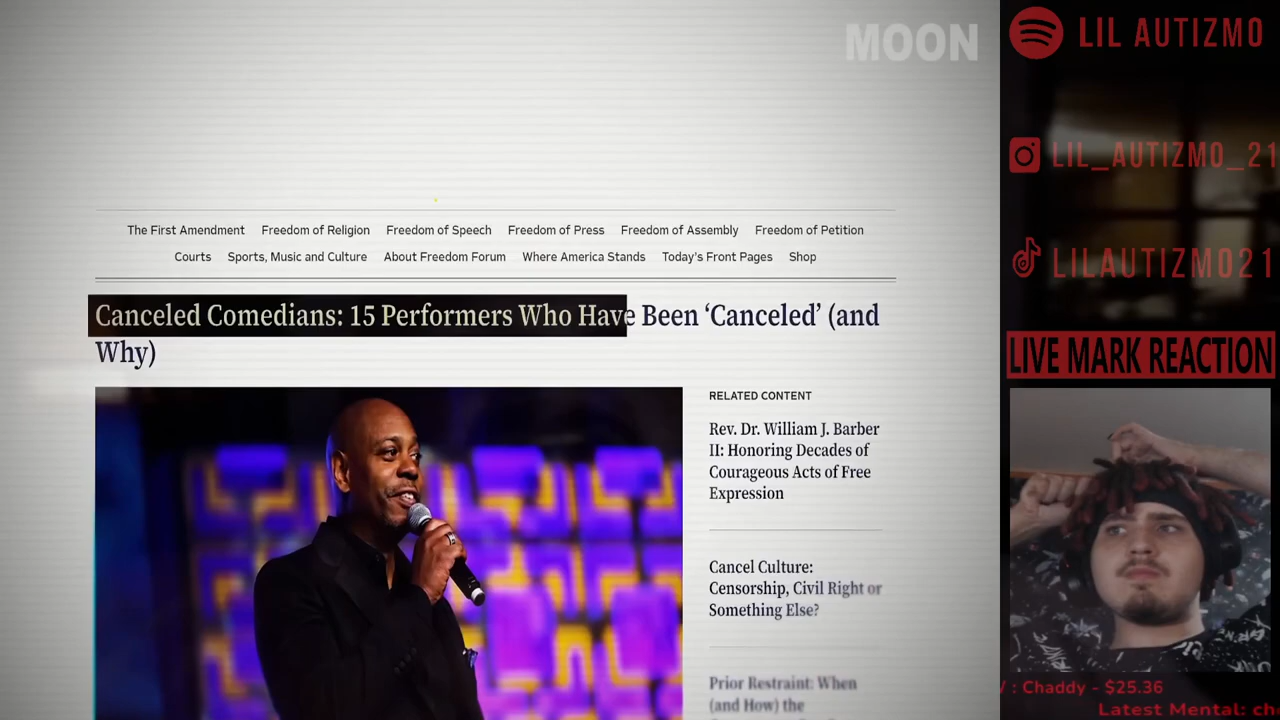 MOON
The First Amendment Freedom of Religion Freedom of Speech Freedom of Press Freedom of Assembly Freedom of Petition
Courts Sports, Music and Culture About Freedom Forum Where America Stands Today's Front Pages Shop
Canceled Comedians: 15 Performers Who Have Been ‘Canceled’ (and
Why)
RELATED CONTENT
Rev. Dr. William J. Barber
II: Honoring Decades of
Courageous Acts of Free
Expression
Cancel Culture:
Censorship, Civil Right or
Something Else?
Prior Restraint: When
(and How) the
LIL AUTIZMO
LIL_AUTIZMO_21
LILAUTIZMO21
LIVE MARK REACTION
: Chaddy - $25.36
Latest Mental: ch